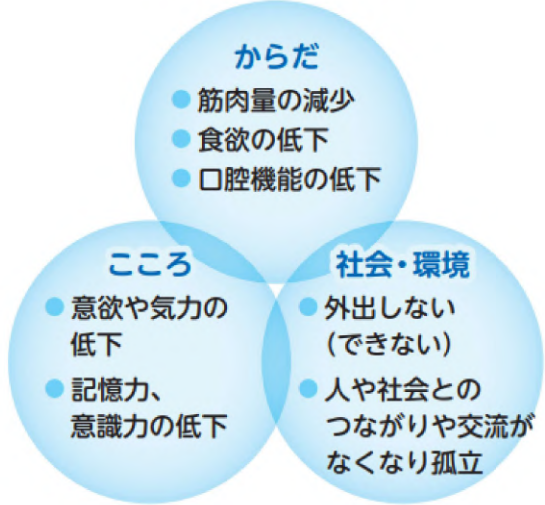 からだ
● 筋肉量の減少
● 食欲の低下
● 口腔機能の低下
こころ
● 意欲や気力の
低下
● 記憶力、
意識力の低下
社会・環境
● 外出しない
(できない)
● 人や社会との
つながりや交流が
なくなり孤立